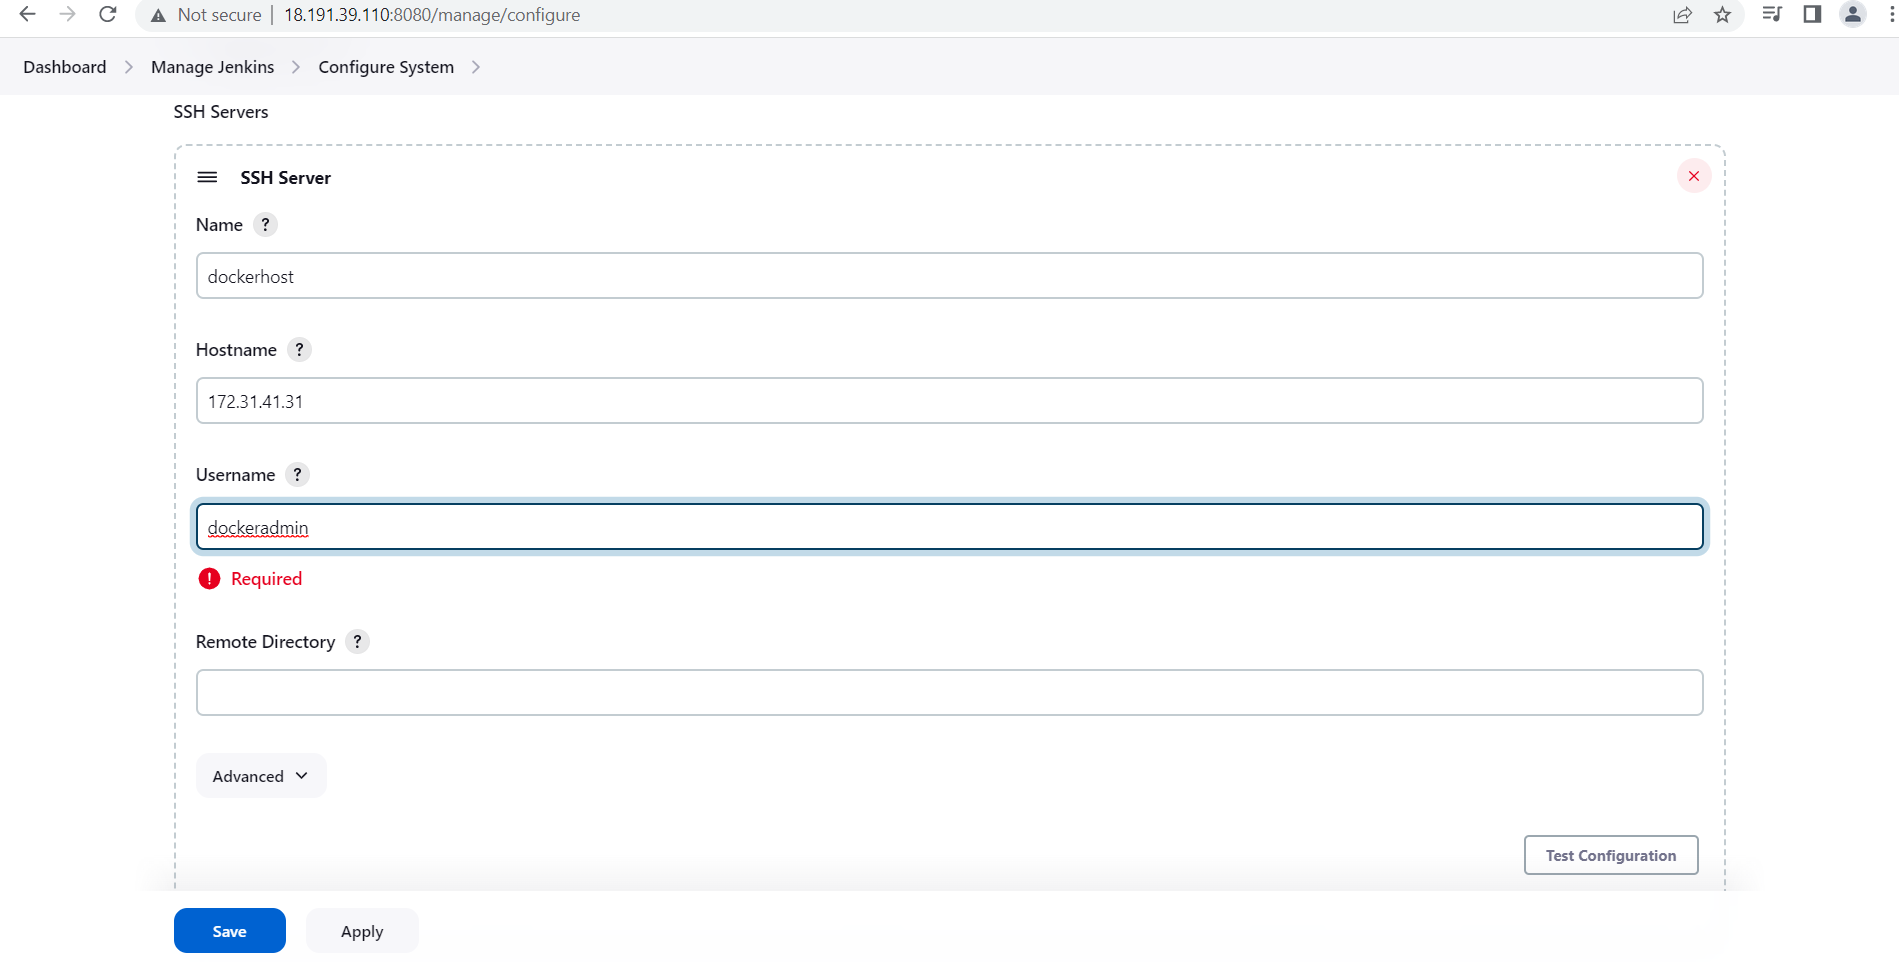 Not secure | 18.191.39.110:8080/manage/configure
Dashboard > Manage Jenkins > Configure System >
SSH Servers
SSH Server
Name ?
dockerhost
Hostname ?
172.31.41.31
Username ?
dockeradmin
! Required
Remote Directory ?
Advanced
Test Configuration
Save Apply